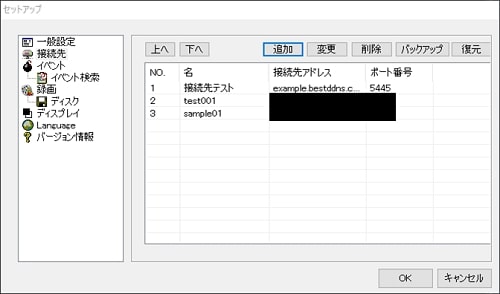 セットアップ
一般設定
接続先
イベント
イベント検索
録画
ディスク
ディスプレイ
Language
バージョン情報
上へ 下へ 追加 変更 削除 バックアップ 復元
NO. 名 接続先アドレス ポート番号
1 接続先テスト example.bestddns.c... 5445
2 test001
3 sample01
OK キャンセル